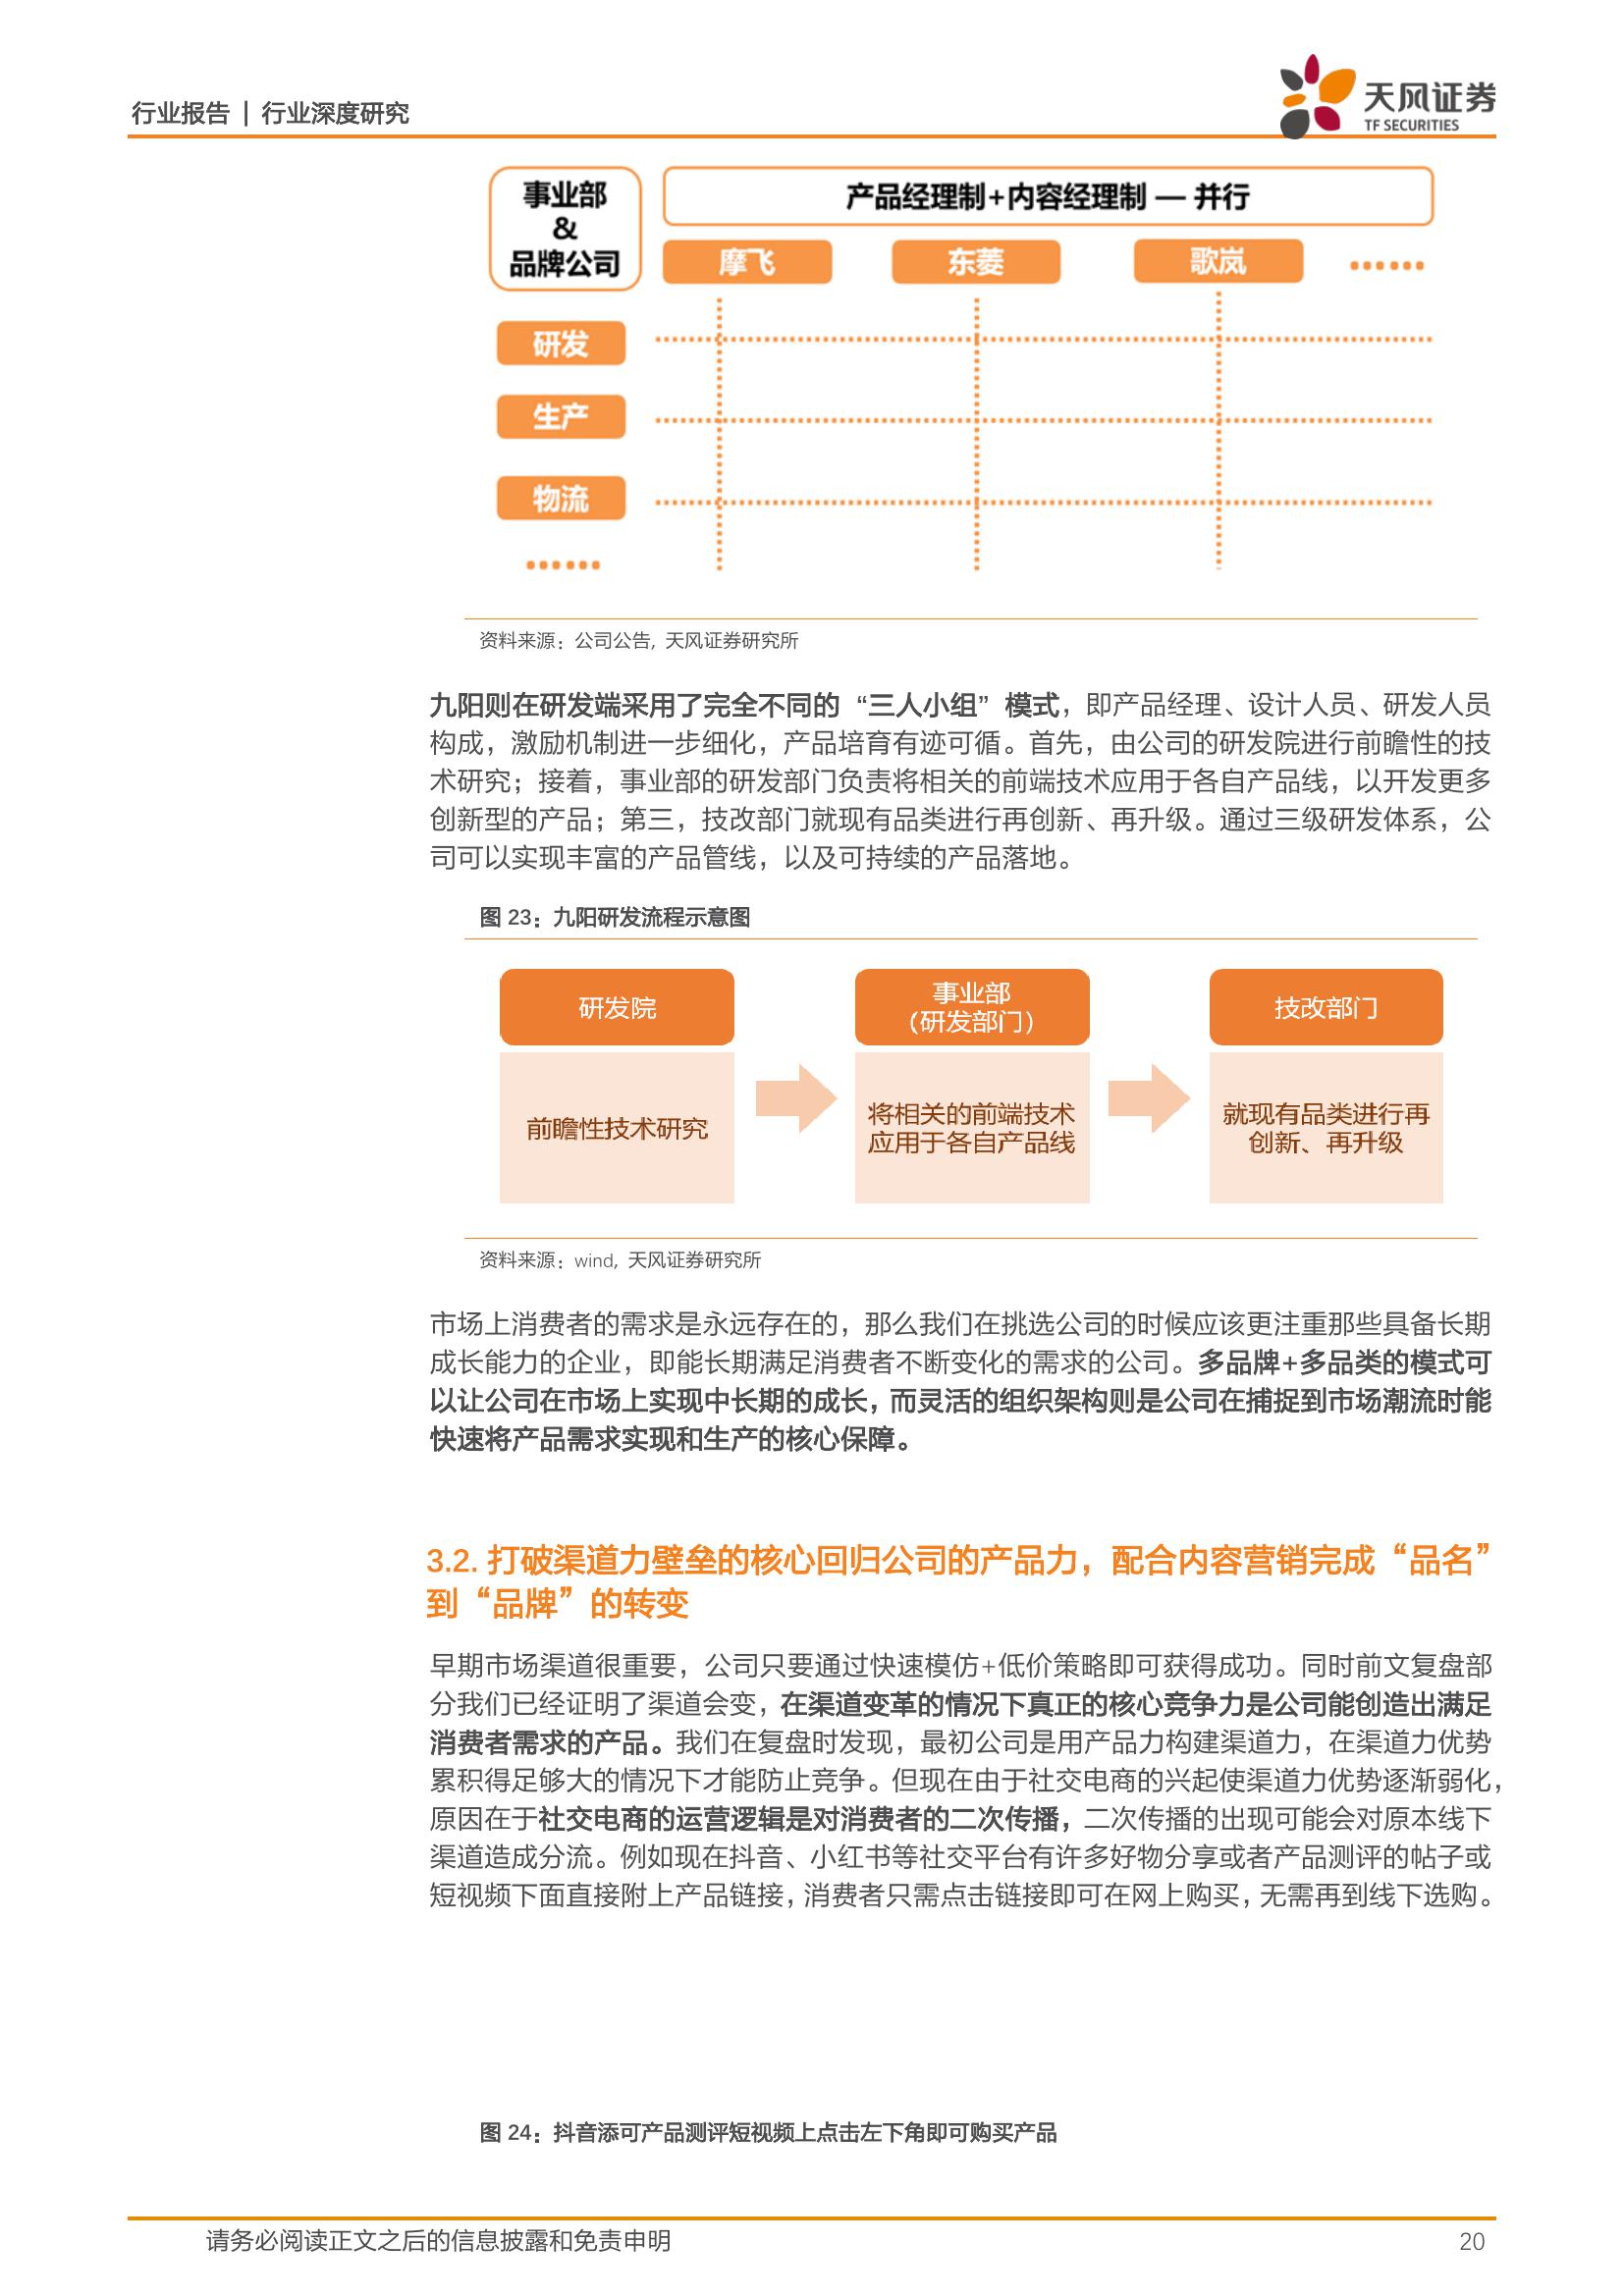 行业报告 | 行业深度研究
天风证券
TF SECURITIES
事业部
&
品牌公司
产品经理制+内容经理制 — 并行
摩飞 东菱 歌岚 ……
研发
生产
物流
……
资料来源：公司公告, 天风证券研究所
九阳则在研发端采用了完全不同的“三人小组”模式，即产品经理、设计人员、研发人员
构成，激励机制进一步细化，产品培育有迹可循。首先，由公司的研发院进行前瞻性的技
术研究；接着，事业部的研发部门负责将相关的前端技术应用于各自产品线，以开发更多
创新型的产品；第三，技改部门就现有品类进行再创新、再升级。通过三级研发体系，公
司可以实现丰富的产品管线，以及可持续的产品落地。
图 23：九阳研发流程示意图
研发院
事业部
（研发部门）
技改部门
前瞻性技术研究
将相关的前端技术
应用于各自产品线
就现有品类进行再
创新、再升级
资料来源：wind, 天风证券研究所
市场上消费者的需求是永远存在的，那么我们在挑选公司的时候应该更注重那些具备长期
成长能力的企业，即能长期满足消费者不断变化的需求的公司。多品牌+多品类的模式可
以让公司在市场上实现中长期的成长，而灵活的组织架构则是公司在捕捉到市场潮流时能
快速将产品需求实现和生产的核心保障。
3.2. 打破渠道力壁垒的核心回归公司的产品力，配合内容营销完成“品名”
到“品牌”的转变
早期市场渠道很重要，公司只要通过快速模仿+低价策略即可获得成功。同时前文复盘部
分我们已经证明了渠道会变，在渠道变革的情况下真正的核心竞争力是公司能创造出满足
消费者需求的产品。我们在复盘时发现，最初公司是用产品力构建渠道力，在渠道力优势
累积得足够大的情况下才能防止竞争。但现在由于社交电商的兴起使渠道力优势逐渐弱化，
原因在于社交电商的运营逻辑是对消费者的二次传播，二次传播的出现可能会对原本线下
渠道造成分流。例如现在抖音、小红书等社交平台有许多好物分享或者产品测评的帖子或
短视频下面直接附上产品链接，消费者只需点击链接即可在网上购买，无需再到线下选购。
图 24：抖音添可产品测评短视频上点击左下角即可购买产品
请务必阅读正文之后的信息披露和免责申明
20